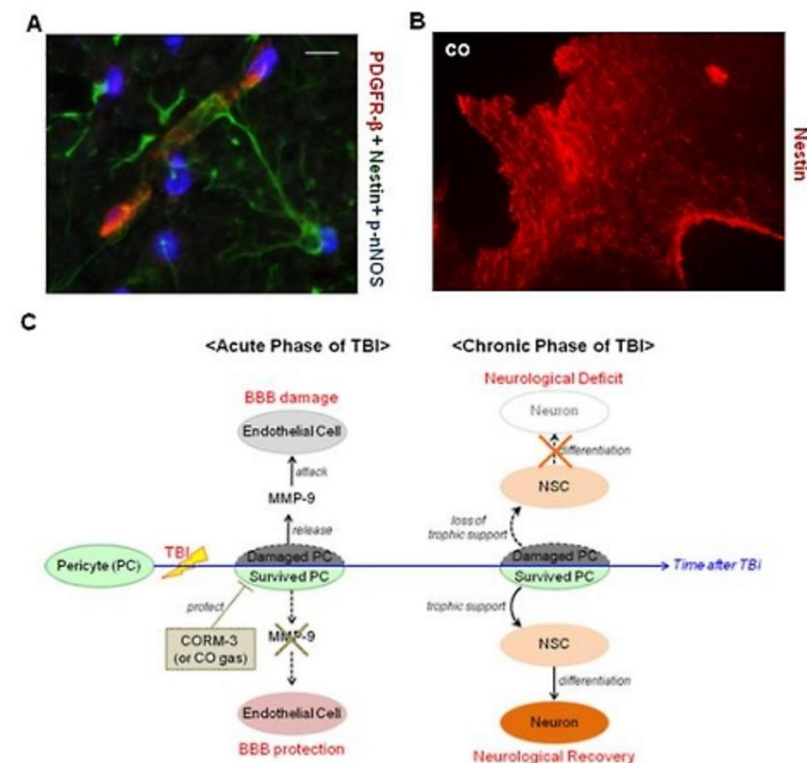 A
PDGFR-β + Nestin+ p-nNOS
B
CO
Nestin
C
<Acute Phase of TBI>
<Chronic Phase of TBI>
BBB damage
Endothelial Cell
attack
MMP-9
release
Neurological Deficit
Neuron
differentiation
NSC
loss of
trophic support
Pericyte (PC)
TBI
Damaged PC
Survived PC
Damaged PC
Survived PC
Time after TBI
protect
CORM-3
(or CO gas)
MMP-9
Endothelial Cell
BBB protection
trophic support
NSC
differentiation
Neuron
Neurological Recovery